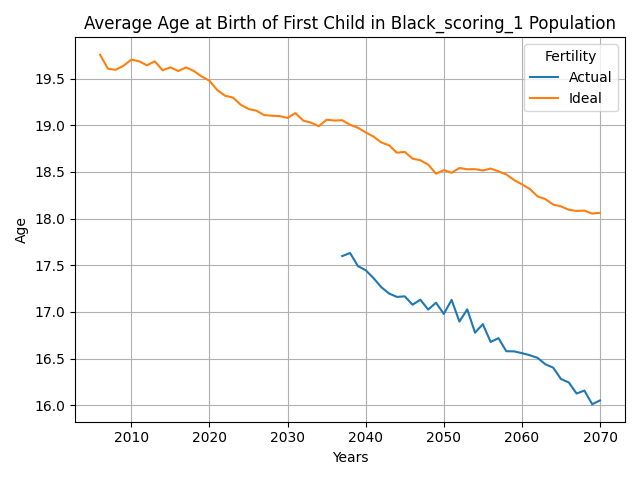 Average Age at Birth of First Child in Black_scoring_1 Population
Fertility
Actual
Ideal
Age
19.5
19.0
18.5
18.0
17.5
17.0
16.5
16.0
2010 2020 2030 2040 2050 2060 2070
Years